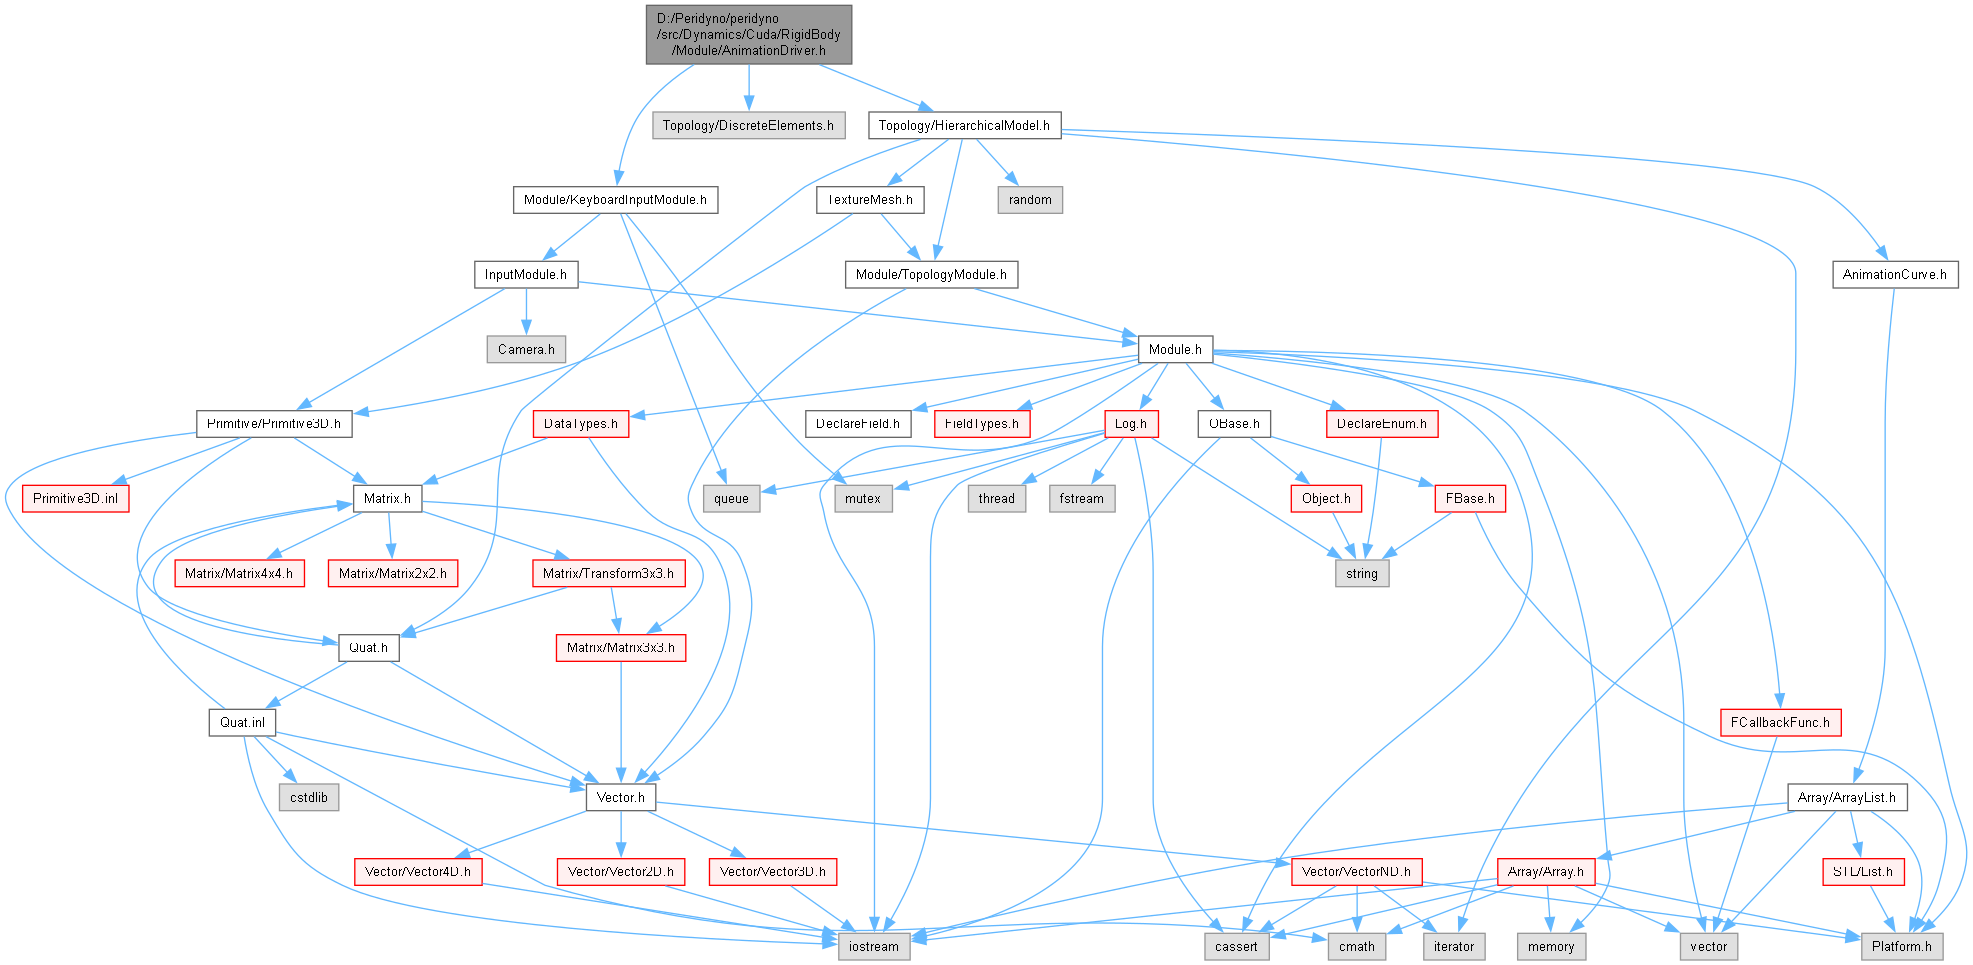 D:/Peridyno/peridyno
/src/Dynamics/Cuda/RigidBody
/Module/AnimationDriver.h
Topology/DiscreteElements.h
Topology/HierarchicalModel.h
Module/KeyboardInputModule.h
TextureMesh.h
random
InputModule.h
Module/TopologyModule.h
AnimationCurve.h
Camera.h
Module.h
Primitive/Primitive3D.h
DataTypes.h
DeclareField.h
FieldTypes.h
Log.h
OBase.h
DeclareEnum.h
Primitive3D.inl
Matrix.h
queue
mutex
thread
fstream
Object.h
FBase.h
Matrix/Matrix4x4.h
Matrix/Matrix2x2.h
Matrix/Transform3x3.h
string
Quat.h
Matrix/Matrix3x3.h
Quat.inl
FCallbackFunc.h
cstdlib
Vector.h
Array/ArrayList.h
Vector/Vector4D.h
Vector/Vector2D.h
Vector/Vector3D.h
Vector/VectorND.h
Array/Array.h
STL/List.h
iostream
cassert
cmath
iterator
memory
vector
Platform.h